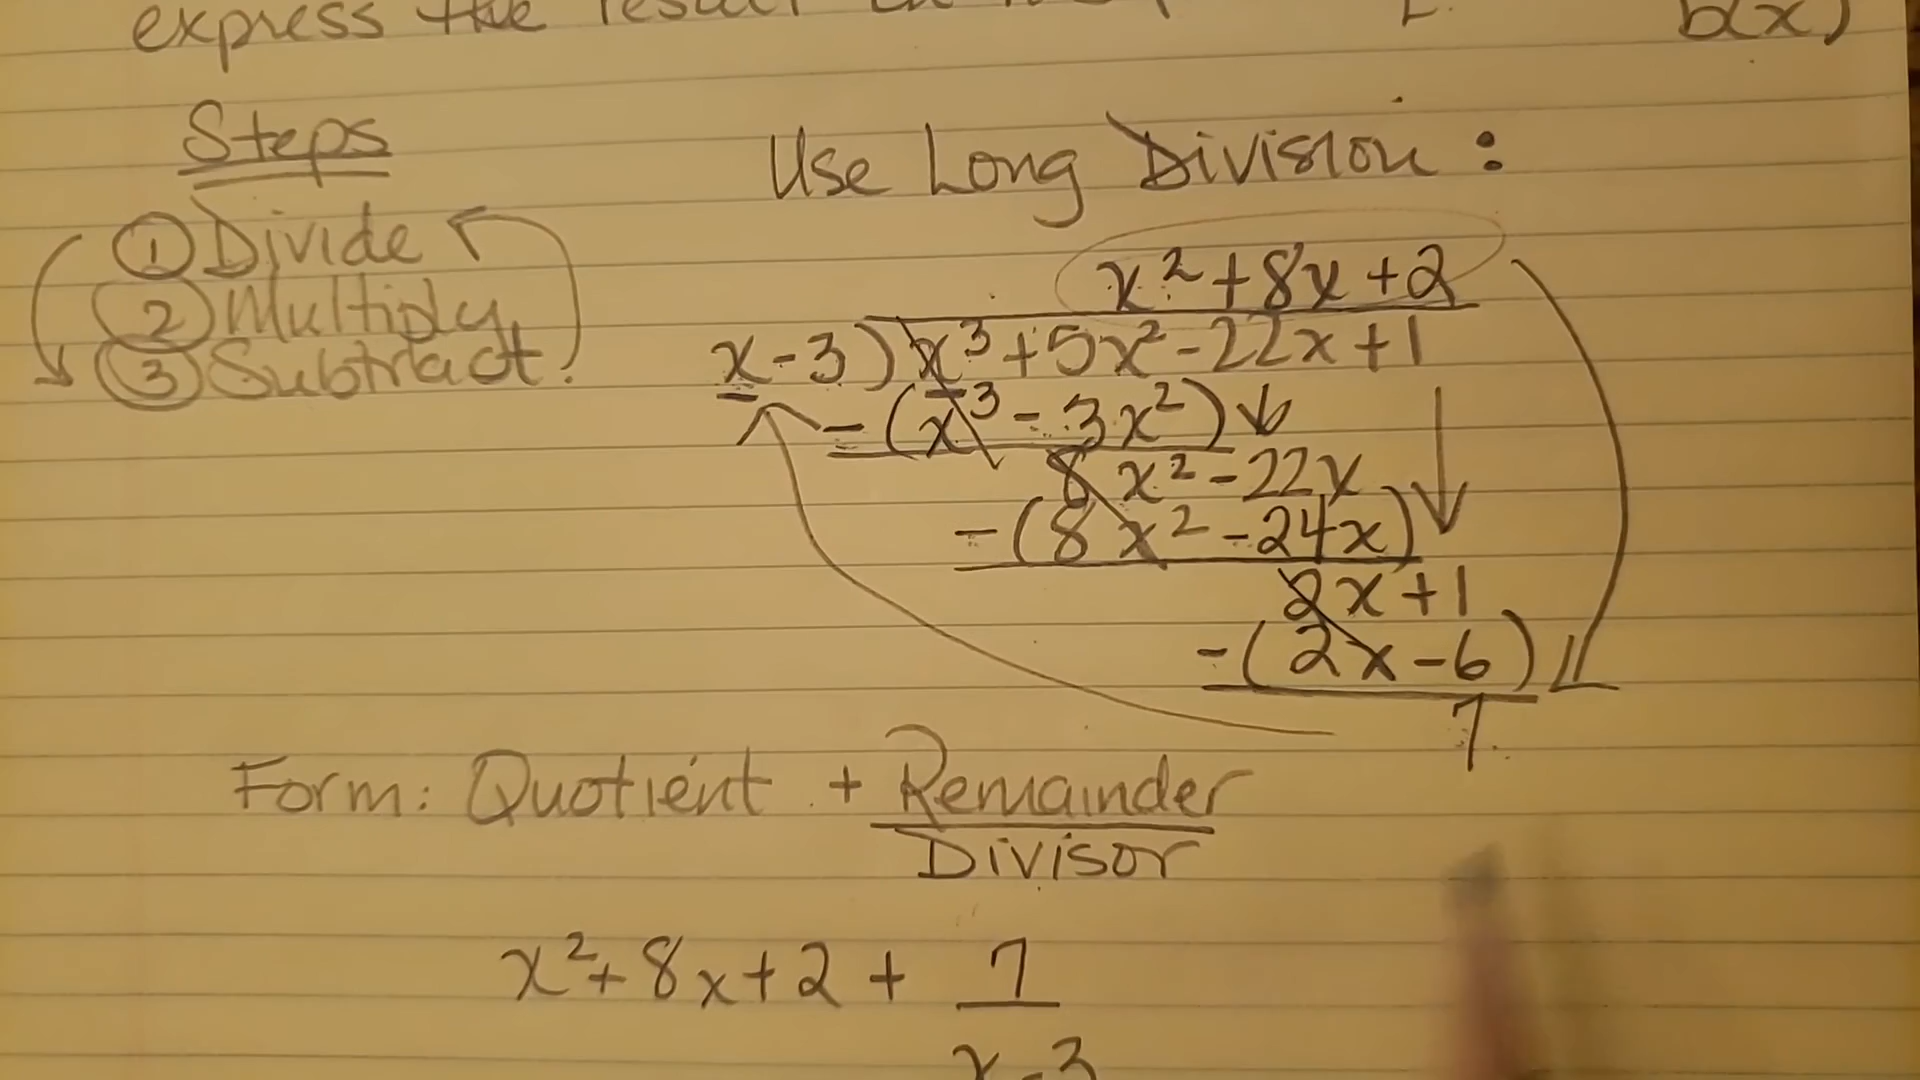 express the result in b(x)
Steps
① Divide
② Multiply
③ Subtract
Use Long Division :
x² + 8x + 2
x - 3 ) x³ + 5x² - 22x + 1
- (x³ - 3x²)
8x² - 22x
- (8x² - 24x)
2x + 1
- (2x - 6)
7
Form: Quotient + Remainder
Divisor
x² + 8x + 2 + 7
x - 3